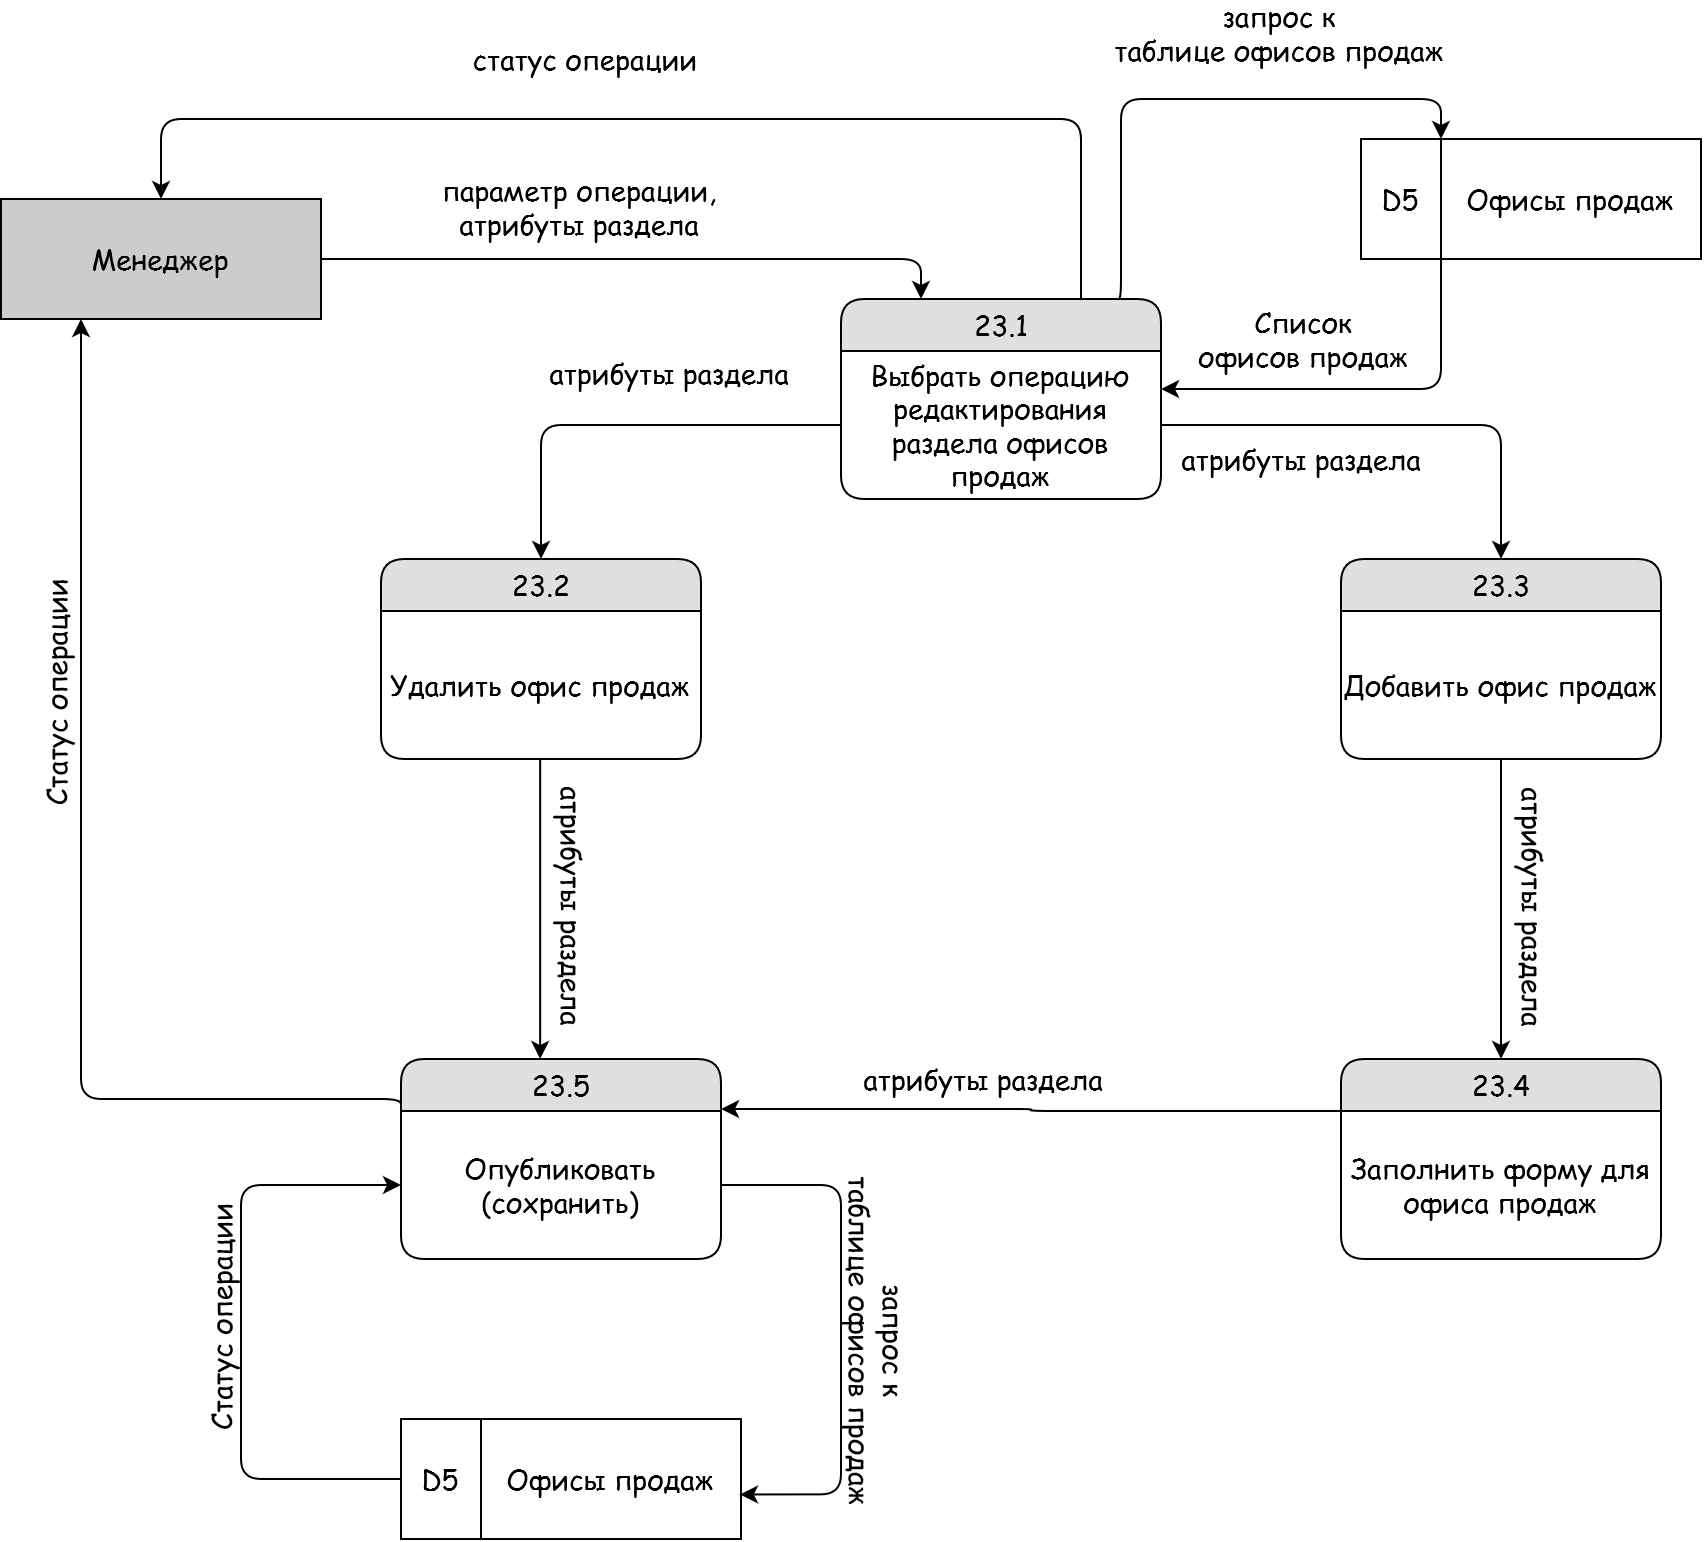 запрос к
таблице офисов продаж
статус операции
параметр операции,
атрибуты раздела
D5
Офисы продаж
Менеджер
23.1
Выбрать операцию
редактирования
раздела офисов
продаж
Список
офисов продаж
атрибуты раздела
атрибуты раздела
23.2
Удалить офис продаж
23.3
Добавить офис продаж
Статус операции
атрибуты раздела
атрибуты раздела
23.5
Опубликовать
(сохранить)
атрибуты раздела
23.4
Заполнить форму для
офиса продаж
Статус операции
запрос к
таблице офисов продаж
D5
Офисы продаж